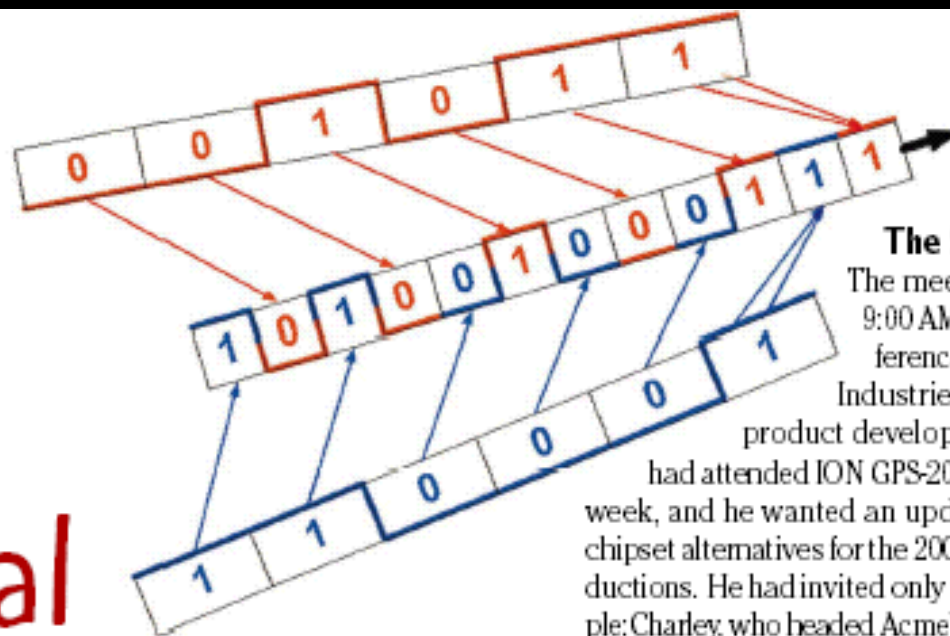 0 0 1 0 1 1
1 0 1 0 0 1 0 0 0 1 1 1
1 1 0 0 0 1
al
The
The mee
9:00 AM
ferenc
Industrie
product develop
had attended ION GPS-20
week, and he wanted an upd
chipset alternatives for the 200
ductions. He had invited only
ple: Charley, who headed Acme